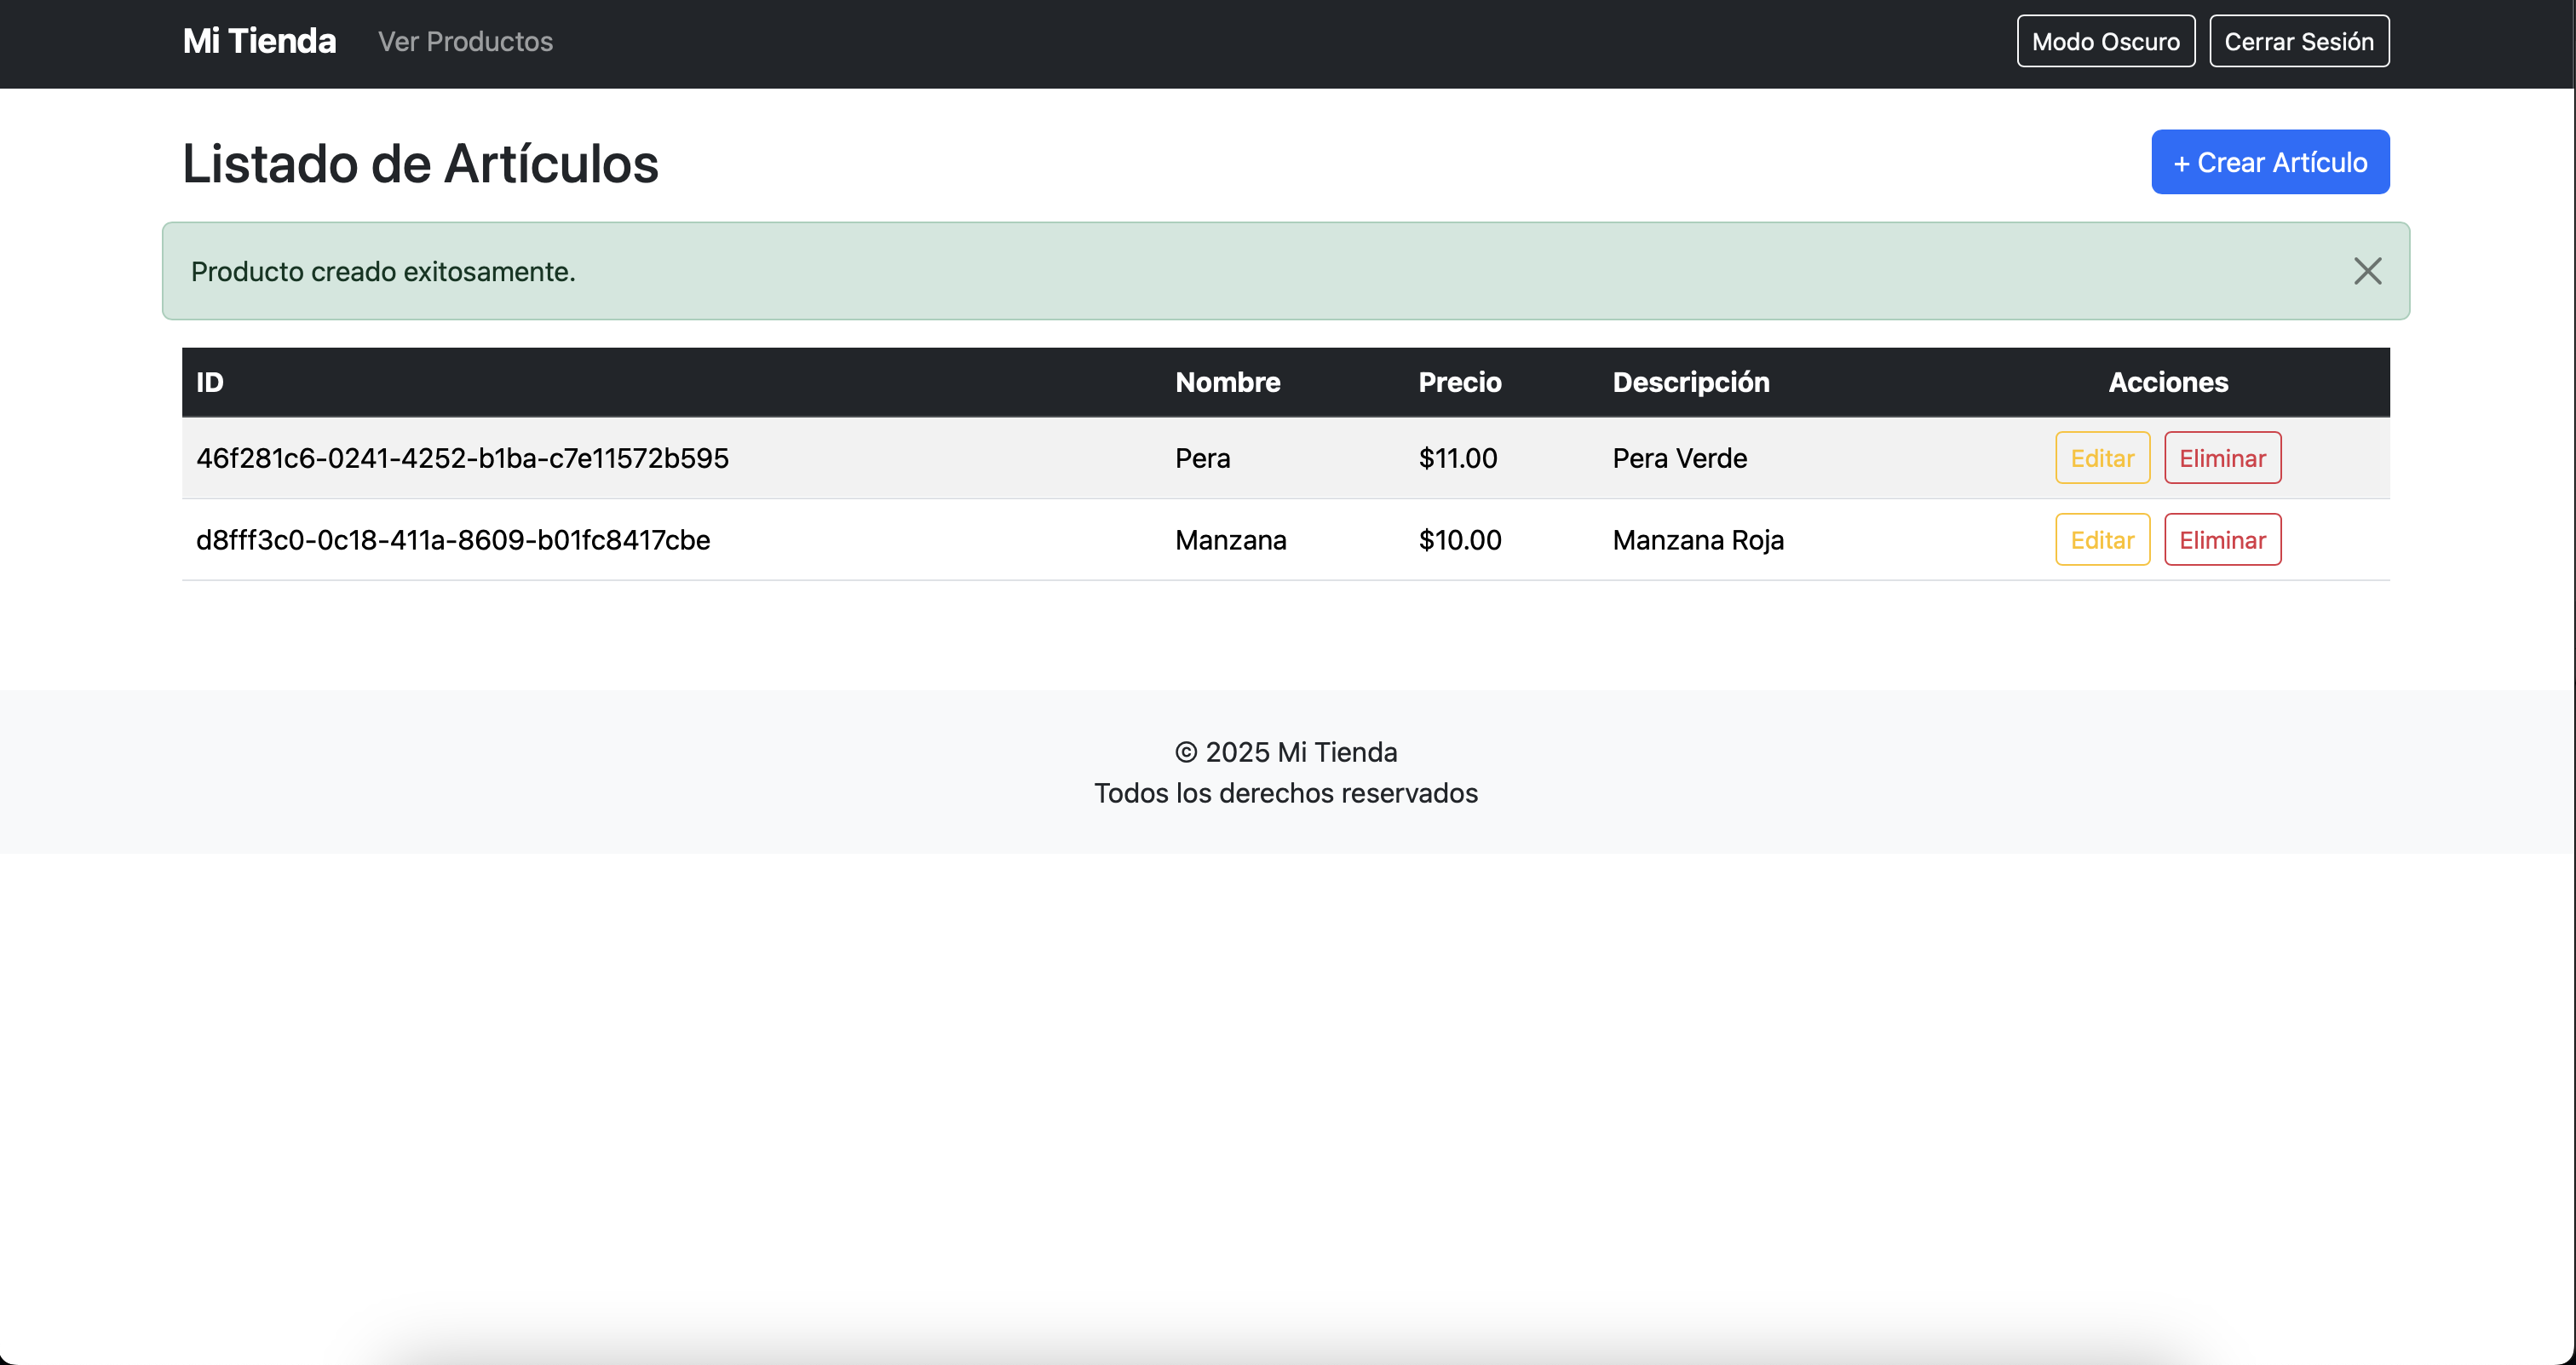 Mi Tienda Ver Productos Modo Oscuro Cerrar Sesión
Listado de Artículos + Crear Artículo
Producto creado exitosamente.
ID Nombre Precio Descripción Acciones
46f281c6-0241-4252-b1ba-c7e11572b595 Pera $11.00 Pera Verde Editar Eliminar
d8fff3c0-0c18-411a-8609-b01fc8417cbe Manzana $10.00 Manzana Roja Editar Eliminar
© 2025 Mi Tienda
Todos los derechos reservados